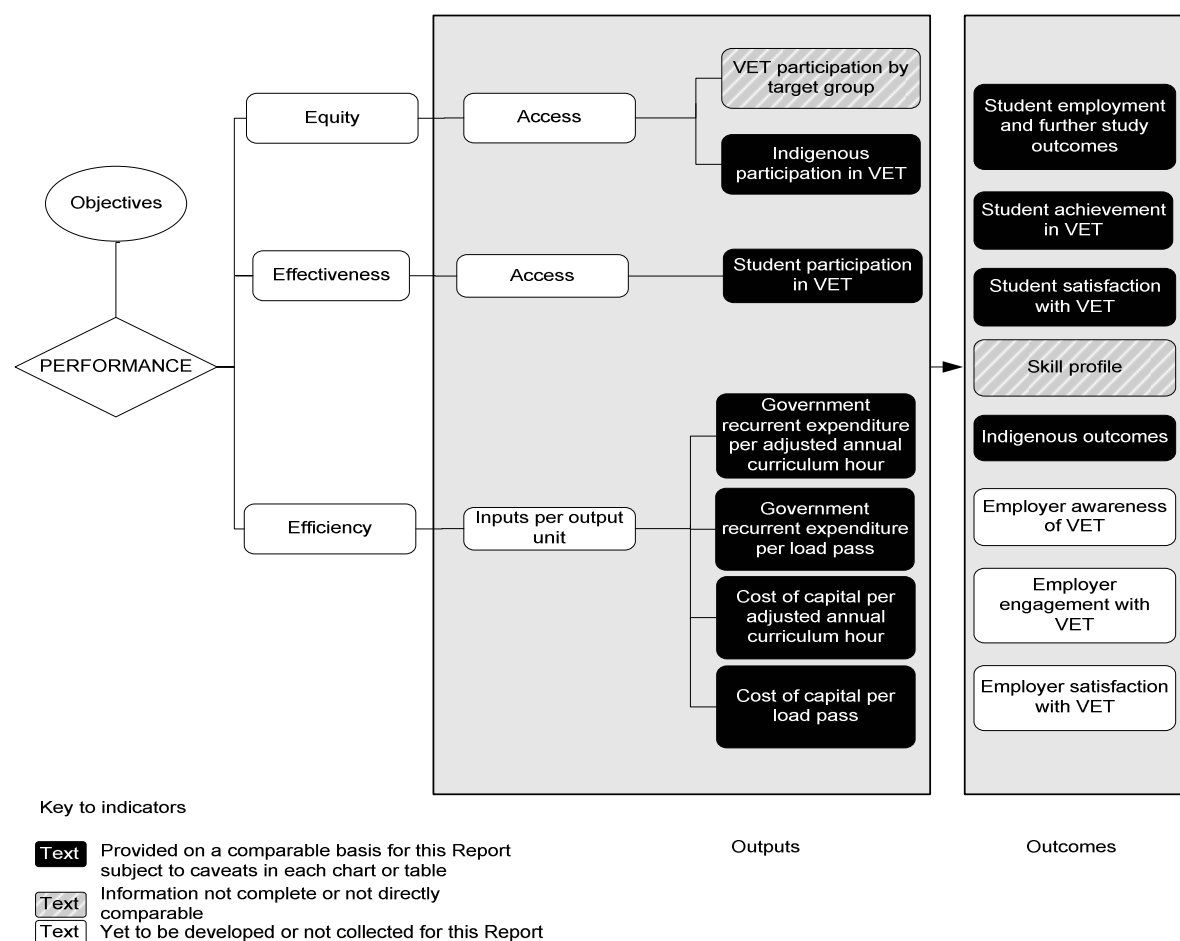 Objectives
PERFORMANCE
Equity
Effectiveness
Efficiency
Access
Access
Inputs per output
unit
VET participation by
target group
Indigenous
participation in VET
Student participation
in VET
Government
recurrent expenditure
per adjusted annual
curriculum hour
Government
recurrent expenditure
per load pass
Cost of capital per
adjusted annual
curriculum hour
Cost of capital per
load pass
Student employment
and further study
outcomes
Student achievement
in VET
Student satisfaction
with VET
Skill profile
Indigenous outcomes
Employer awareness
of VET
Employer
engagement with
VET
Employer satisfaction
with VET
Outputs
Outcomes
Key to indicators
Text Provided on a comparable basis for this Report
subject to caveats in each chart or table
Text Information not complete or not directly
comparable
Text Yet to be developed or not collected for this Report